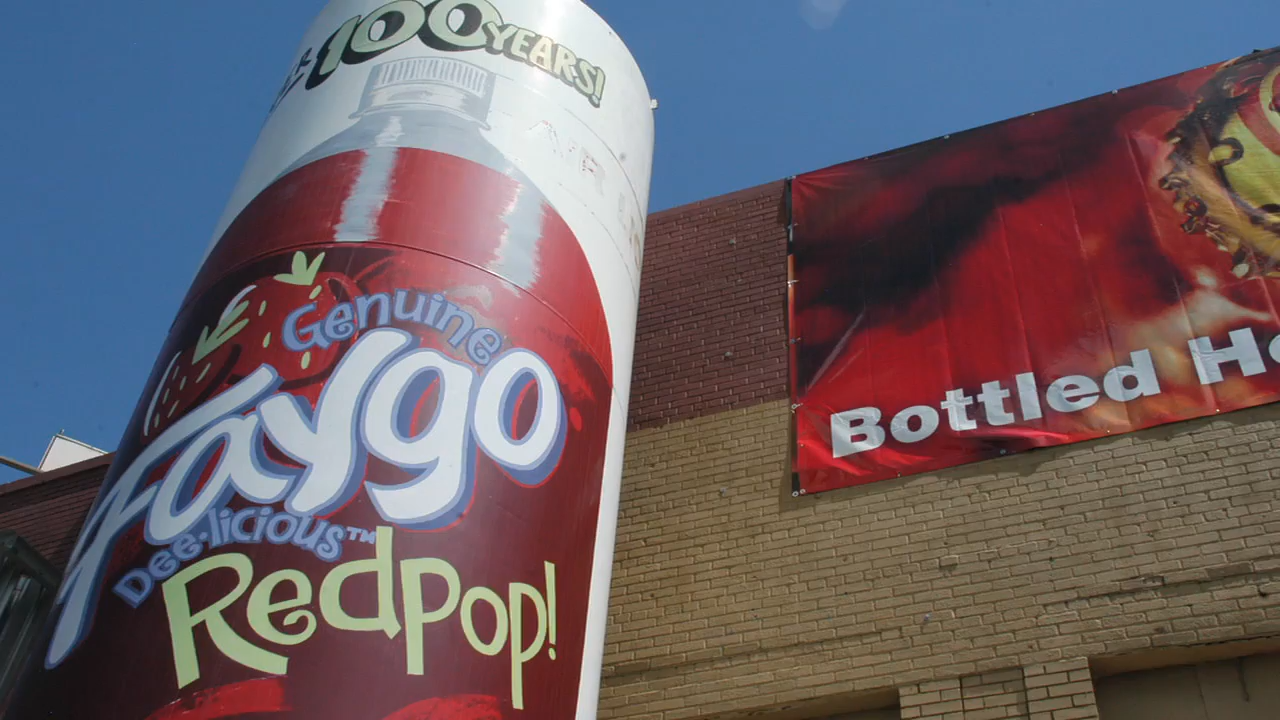 100 YEARS!
Genuine
Faygo
Dee-licious™
Redpop!
Bottled